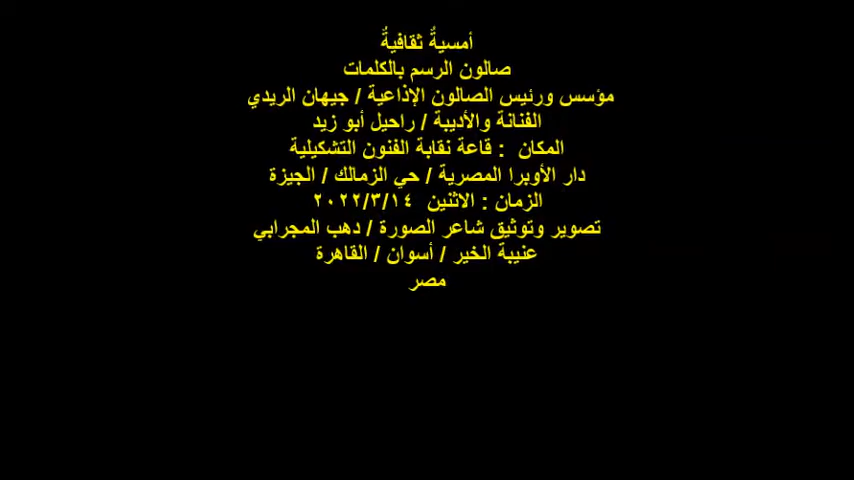 أمسيةٌ ثقافيةٌ
صالون الرسم بالكلمات
مؤسس ورئيس الصالون الإذاعية / جيهان الريدي
الفنانة والأديبة / راحيل أبو زيد
المكان : قاعة نقابة الفنون التشكيلية
دار الأوبرا المصرية / حي الزمالك / الجيزة
الزمان : الاثنين ٢٠٢٢/٣/١٤
تصوير وتوثيق شاعر الصورة / دهب المجرابي
عنيبة الخير / أسوان / القاهرة
مصر